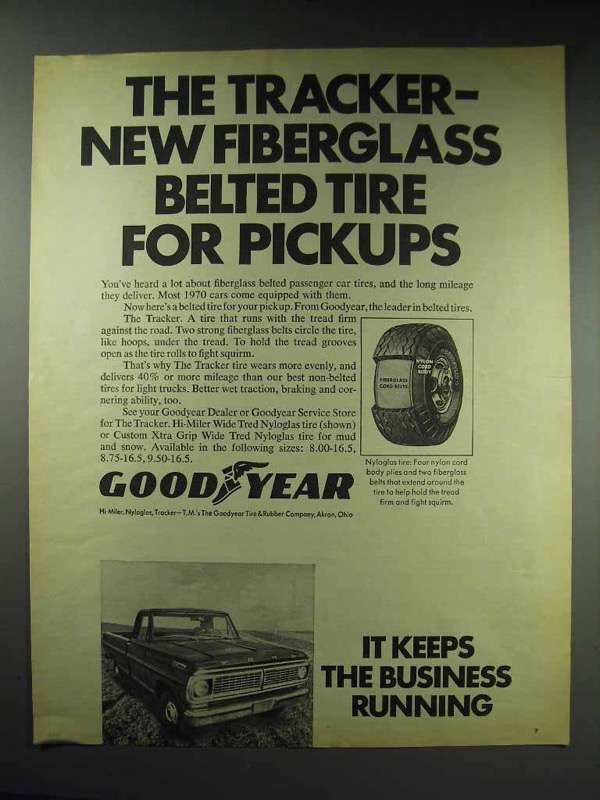 THE TRACKER–
NEW FIBERGLASS
BELTED TIRE
FOR PICKUPS
You've heard a lot about fiberglass belted passenger car tires, and the long mileage
they deliver. Most 1970 cars come equipped with them.
Now here's a belted tire for your pickup. From Goodyear, the leader in belted tires.
The Tracker. A tire that runs with the tread firm
against the road. Two strong fiberglass belts circle the tire,
like hoops, under the tread. To hold the tread grooves
open as the tire rolls to fight squirm.
That's why The Tracker tire wears more evenly, and
delivers 40% or more mileage than our best non-belted
tires for light trucks. Better wet traction, braking and cor-
nering ability, too.
See your Goodyear Dealer or Goodyear Service Store
for The Tracker. Hi-Miler Wide Tred Nyloglas tire (shown)
or Custom Xtra Grip Wide Tred Nyloglas tire for mud
and snow. Available in the following sizes: 8.00-16.5,
8.75-16.5, 9.50-16.5.
NYLON
CORD
BODY
FIBERGLASS
CORD BELTS
Nyloglas tire: Four nylon cord
body plies and two fiberglass
belts that extend around the
tire to help hold the tread
firm and fight squirm.
GOOD YEAR
Hi-Miler, Nyloglas, Tracker—T.M.'s The Goodyear Tire & Rubber Company, Akron, Ohio
FORD
IT KEEPS
THE BUSINESS
RUNNING
7